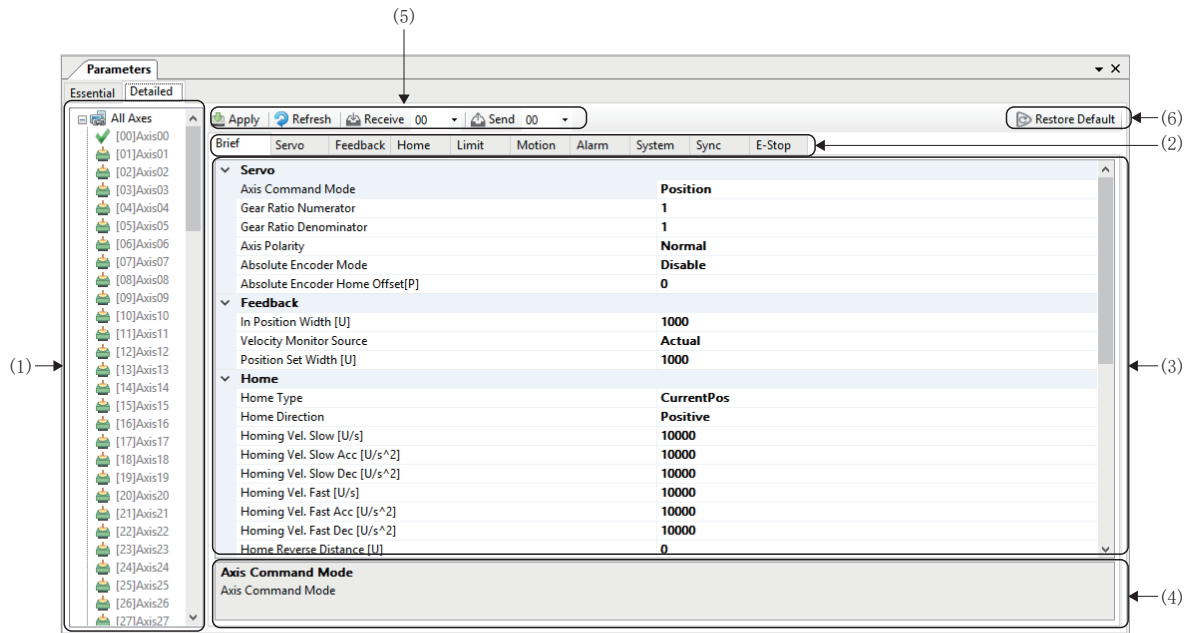 (5)
Parameters
Essential Detailed
All Axes
[00]Axis00
[01]Axis01
[02]Axis02
[03]Axis03
[04]Axis04
[05]Axis05
[06]Axis06
[07]Axis07
[08]Axis08
[09]Axis09
[10]Axis10
[11]Axis11
[12]Axis12
[13]Axis13
[14]Axis14
[15]Axis15
[16]Axis16
[17]Axis17
[18]Axis18
[19]Axis19
[20]Axis20
[21]Axis21
[22]Axis22
[23]Axis23
[24]Axis24
[25]Axis25
[26]Axis26
[27]Axis27
(1)
Apply Refresh Receive 00 Send 00 Restore Default
(6)
Brief Servo Feedback Home Limit Motion Alarm System Sync E-Stop
(2)
Servo
Axis Command Mode Position
Gear Ratio Numerator 1
Gear Ratio Denominator 1
Axis Polarity Normal
Absolute Encoder Mode Disable
Absolute Encoder Home Offset[P] 0
Feedback
In Position Width [U] 1000
Velocity Monitor Source Actual
Position Set Width [U] 1000
Home
Home Type CurrentPos
Home Direction Positive
Homing Vel. Slow [U/s] 10000
Homing Vel. Slow Acc [U/s^2] 10000
Homing Vel. Slow Dec [U/s^2] 10000
Homing Vel. Fast [U/s] 10000
Homing Vel. Fast Acc [U/s^2] 10000
Homing Vel. Fast Dec [U/s^2] 10000
Home Reverse Distance [U] 0
(3)
Axis Command Mode
Axis Command Mode
(4)